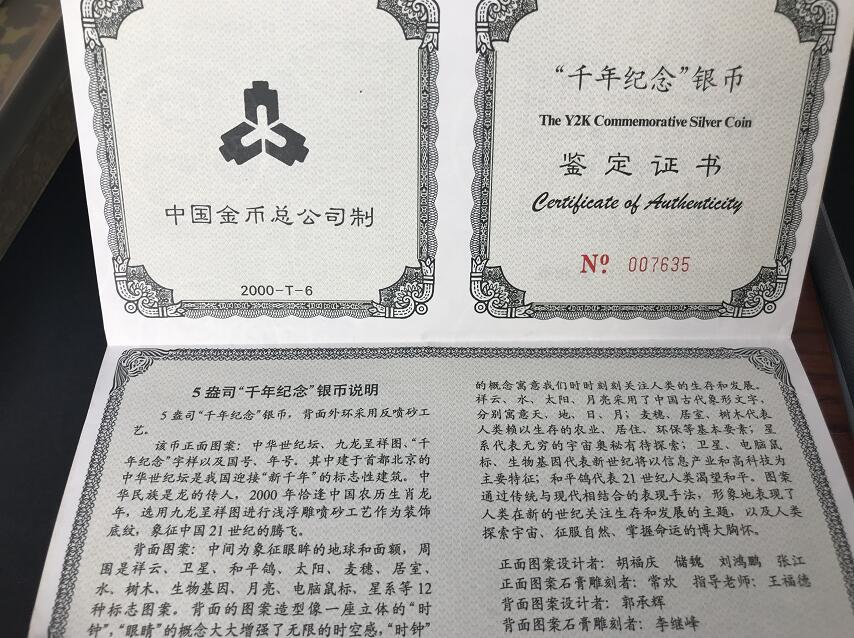 中国金币总公司制
2000-T-6
“千年纪念”银币
The Y2K Commemorative Silver Coin
鉴定证书
Certificate of Authenticity
Nº 007635
5盎司“千年纪念”银币说明
5盎司“千年纪念”银币，背面外环采用反喷砂工
艺。
该币正面图案：中华世纪坛、九龙呈祥图、“千
年纪念”字样以及国号、年号。其中建于首都北京的
中华世纪坛是我国迎接“新千年”的标志性建筑。中
华民族是龙的传人，2000年恰逢中国农历生肖龙
年，选用九龙呈祥图进行浅浮雕喷砂工艺作为装饰
底纹，象征中国21世纪的腾飞。
背面图案：中间为象征眼眸的地球和面额，周
围是祥云、卫星、和平鸽、太阳、麦穗、居室、
水、树木、生物基因、月亮、电脑鼠标、星系等12
种标志图案。背面的图案造型像一座立体的“时
钟”，“眼睛”的概念大大增强了无限的时空感，“时钟”
的概念寓意我们时时刻刻关注人类的生存和发展。
祥云、水、太阳、月亮采用了中国古代象形文字，
分别寓意天、地、日、月；麦穗、居室、树木代表
人类赖以生存的农业、居住、环保等基本要素；星
系代表无穷的宇宙奥秘有待探索；卫星、电脑鼠
标、生物基因代表新世纪将以信息产业和高科技为
主要特征；和平鸽代表21世纪人类渴望和平。图案
通过传统与现代相结合的表现手法，形象地表现了
人类在新的世纪关注生存和发展的主题，以及人类
探索宇宙、征服自然、掌握命运的博大胸怀。
正面图案设计者：胡福庆 储巍 刘鸿鹏 张江
正面图案石膏雕刻者：常欢 指导老师：王福德
背面图案设计者：郭承辉
背面图案石膏雕刻者：李继峰